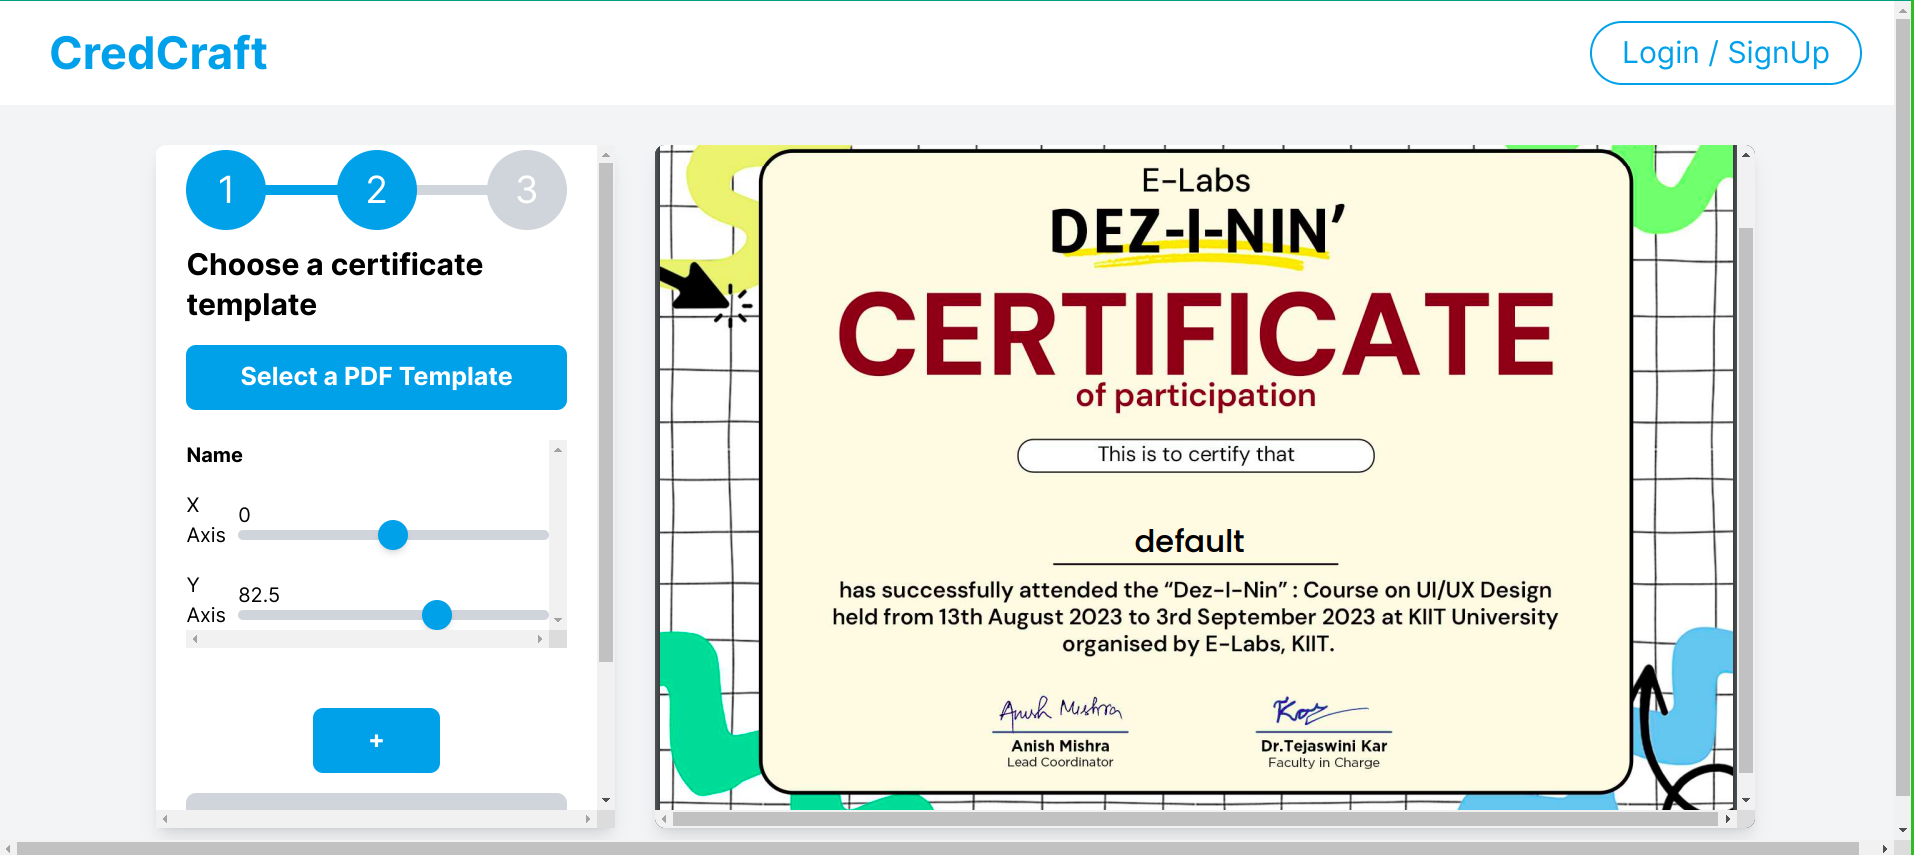 CredCraft
Login / SignUp
1
2
3
Choose a certificate
template
Select a PDF Template
Name
X
Axis
0
Y
Axis
82.5
+
E-Labs
DEZ-I-NIN’
CERTIFICATE
of participation
This is to certify that
default
has successfully attended the “Dez-I-Nin” : Course on UI/UX Design
held from 13th August 2023 to 3rd September 2023 at KIIT University
organised by E-Labs, KIIT.
Anish Mishra
Anish Mishra
Lead Coordinator
Kar
Dr.Tejaswini Kar
Faculty in Charge